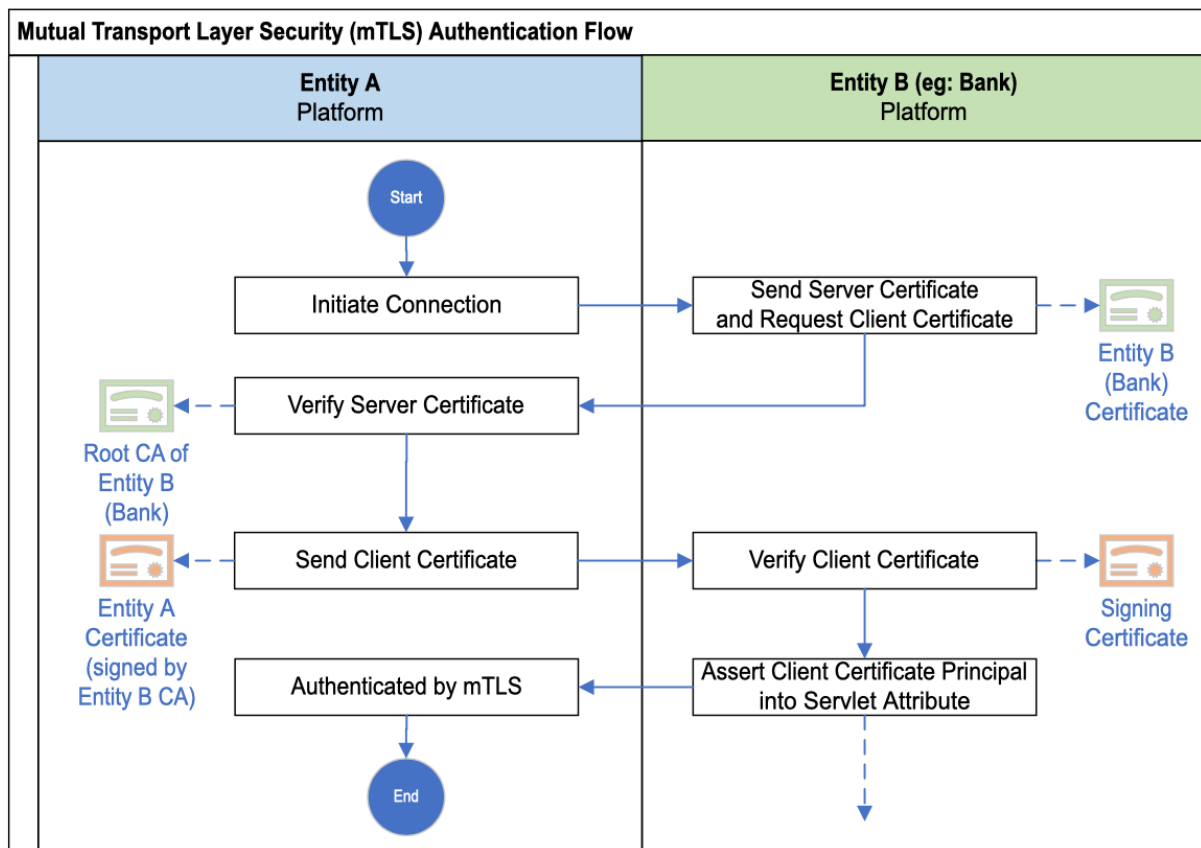 Mutual Transport Layer Security (mTLS) Authentication Flow
Entity A
Platform
Entity B (eg: Bank)
Platform
Start
Initiate Connection
Send Server Certificate
and Request Client Certificate
Entity B
(Bank)
Certificate
Verify Server Certificate
Root CA of
Entity B
(Bank)
Send Client Certificate
Entity A
Certificate
(signed by
Entity B CA)
Verify Client Certificate
Signing
Certificate
Assert Client Certificate Principal
into Servlet Attribute
Authenticated by mTLS
End